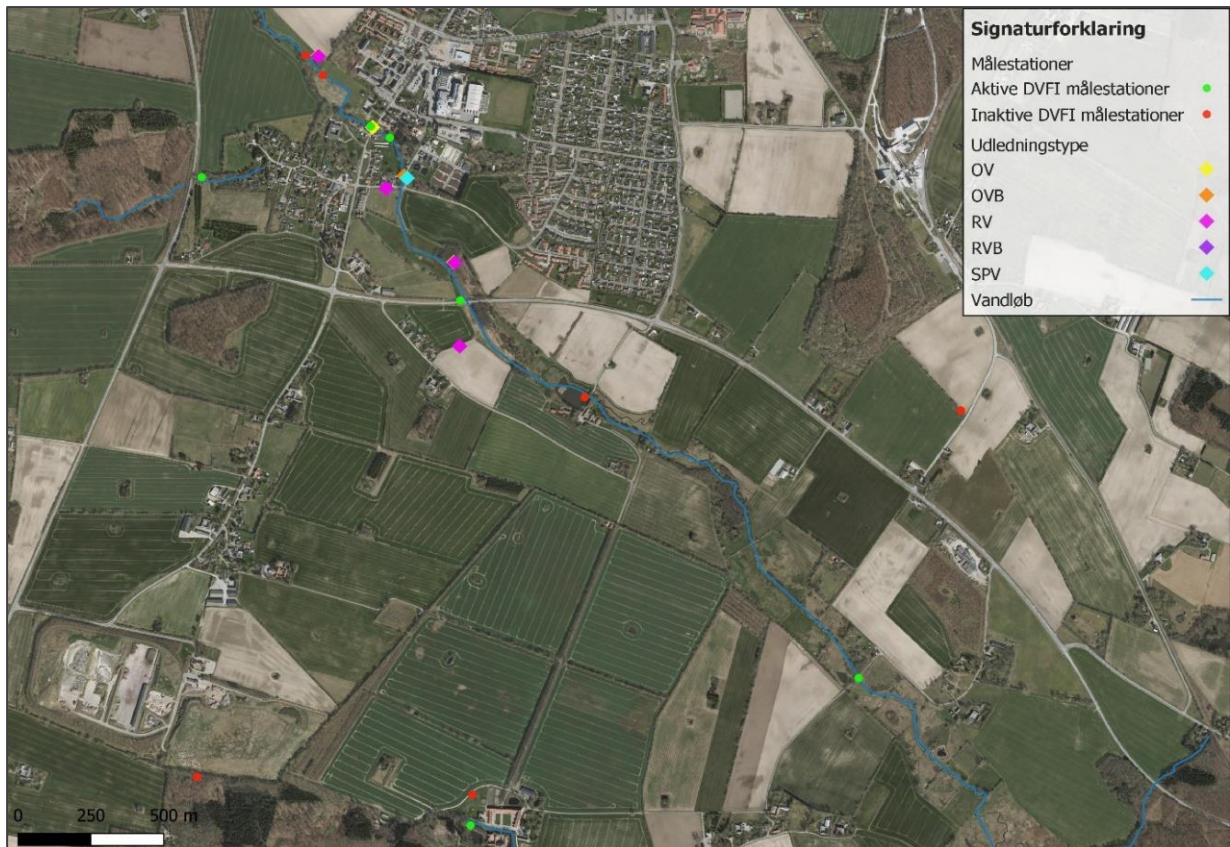 Signaturforklaring
Målestationer
Aktive DVFI målestationer
Inaktive DVFI målestationer
Udledningstype
OV
OVB
RV
RVB
SPV
Vandløb
0 250 500 m